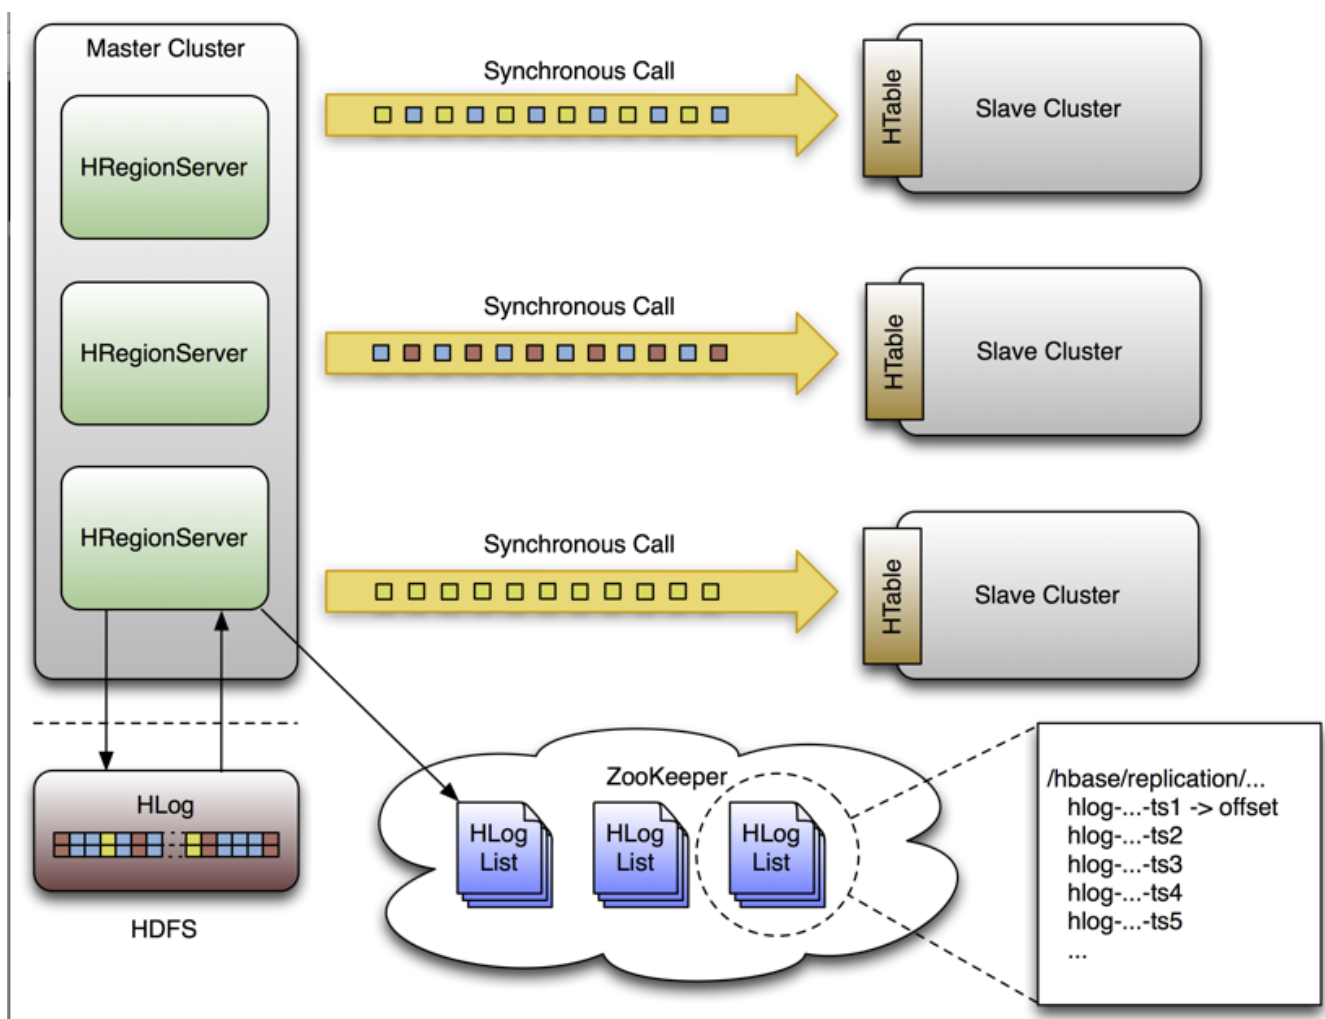 Master Cluster
HRegionServer
HRegionServer
HRegionServer
Synchronous Call
HTable
Slave Cluster
Synchronous Call
HTable
Slave Cluster
Synchronous Call
HTable
Slave Cluster
HLog
HDFS
ZooKeeper
HLog
List
HLog
List
HLog
List
/hbase/replication/...
hlog-...-ts1 -> offset
hlog-...-ts2
hlog-...-ts3
hlog-...-ts4
hlog-...-ts5
...